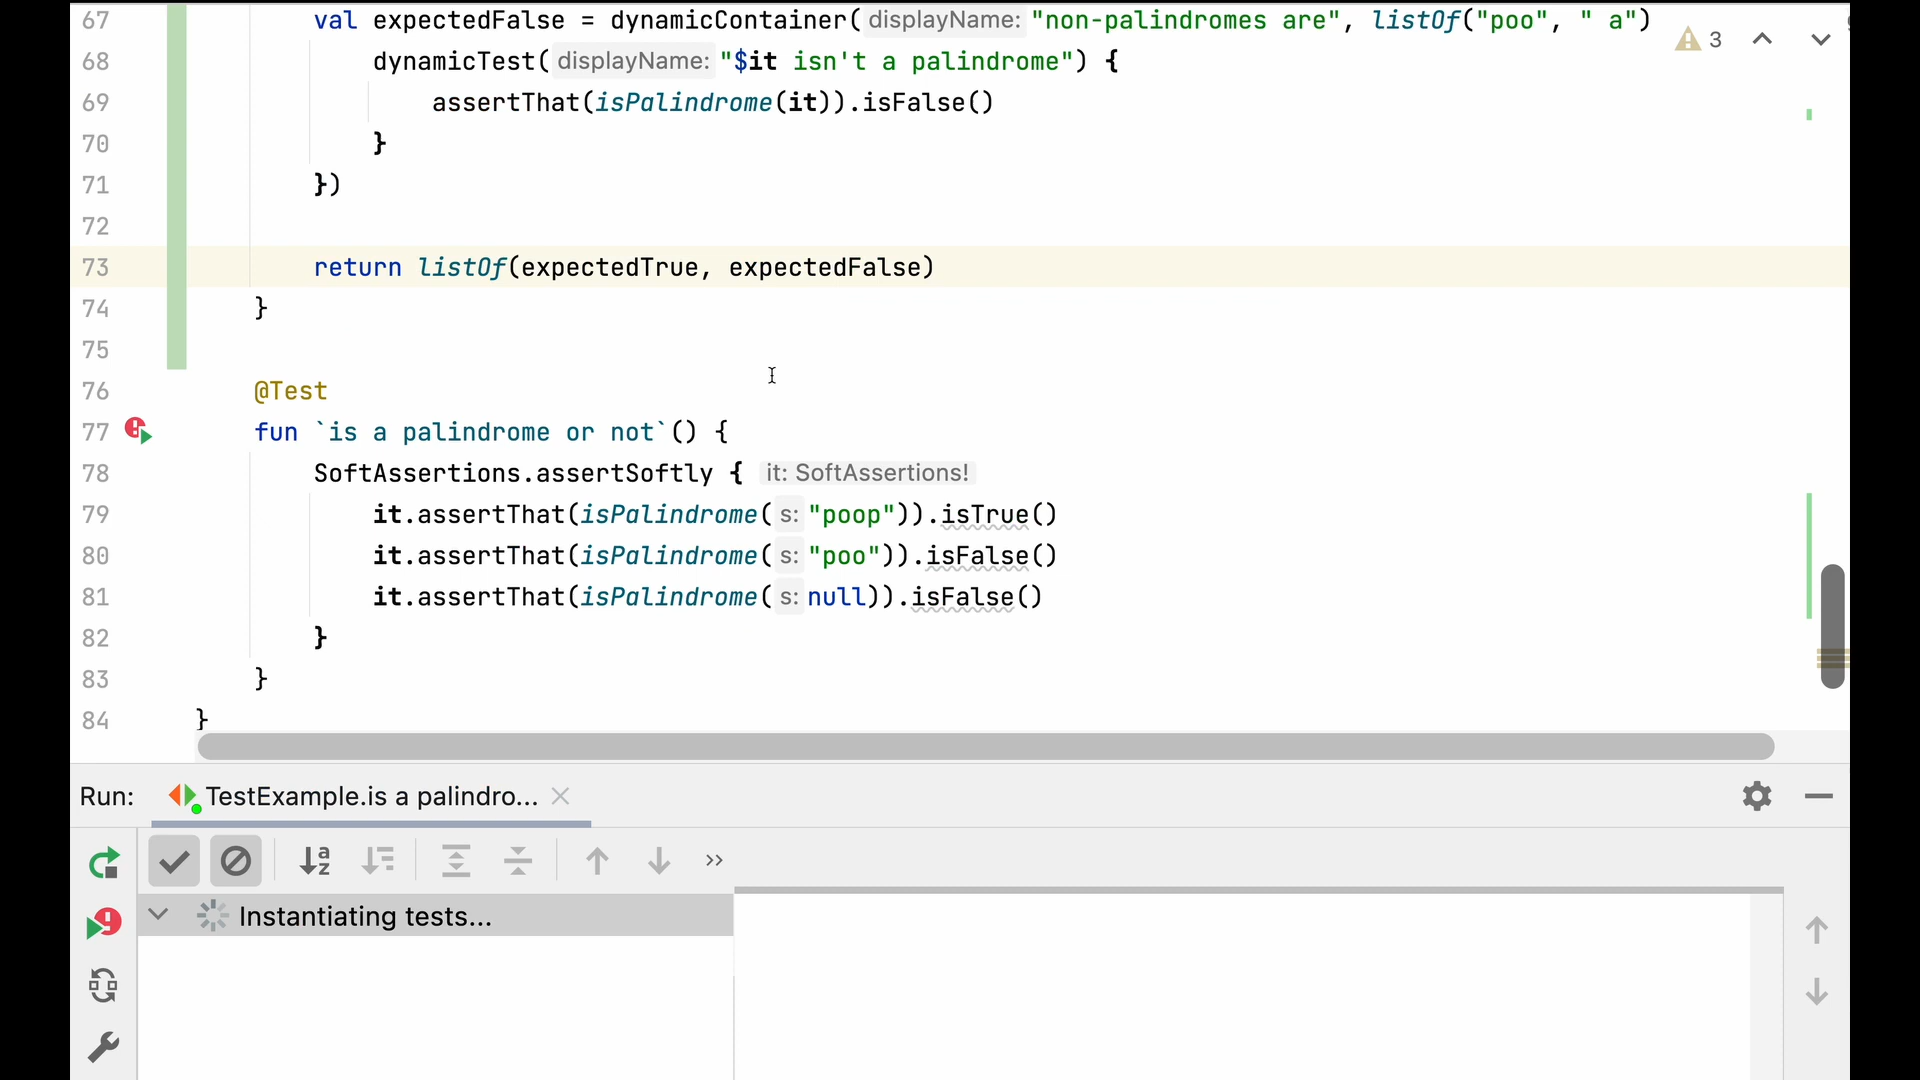 67 val expectedFalse = dynamicContainer( displayName: "non-palindromes are", listOf("poo", " a")
3
68 dynamicTest( displayName: "$it isn't a palindrome") {
69 assertThat(isPalindrome(it)).isFalse()
70 }
71 })
72
73 return listOf(expectedTrue, expectedFalse)
74 }
75
76 @Test
77 fun `is a palindrome or not`() {
78 SoftAssertions.assertSoftly { it: SoftAssertions!
79 it.assertThat(isPalindrome( s: "poop")).isTrue()
80 it.assertThat(isPalindrome( s: "poo")).isFalse()
81 it.assertThat(isPalindrome( s: null)).isFalse()
82 }
83 }
84 }
Run: TestExample.is a palindro...
Instantiating tests...